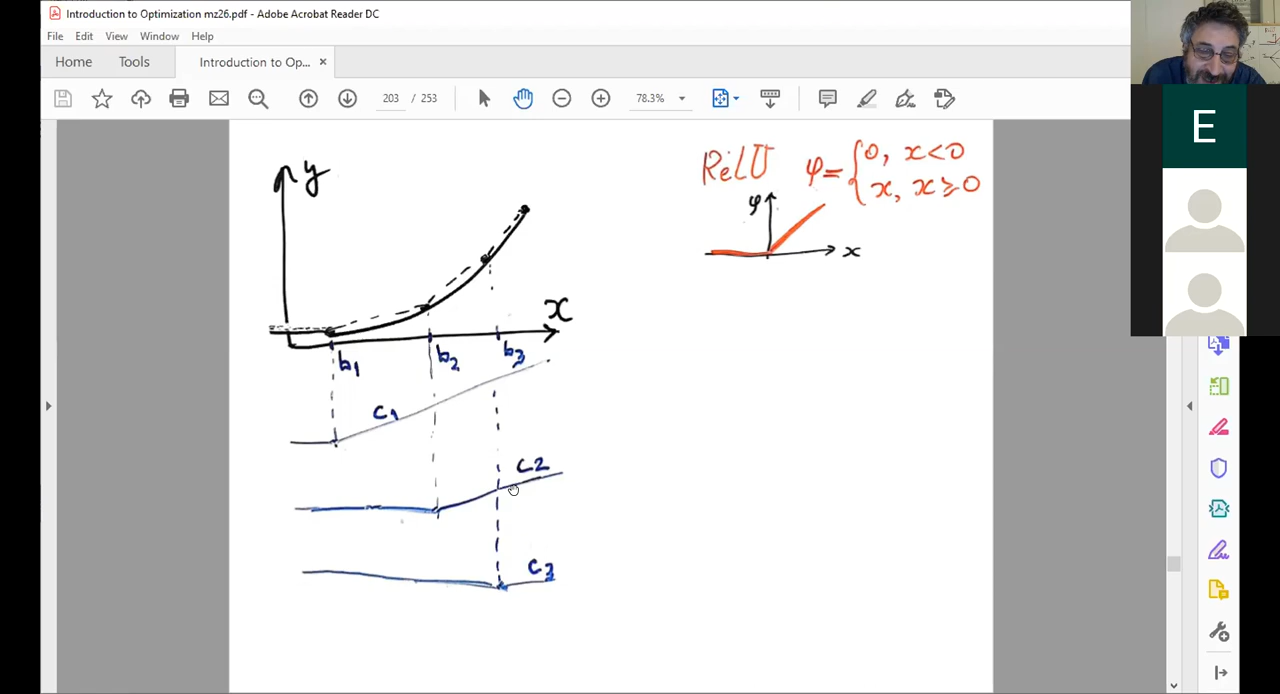 Introduction to Optimization mz26.pdf - Adobe Acrobat Reader DC
File Edit View Window Help
Home Tools Introduction to Op... ×
203 / 253 78.3%
E
y
ReLU φ = { 0, x<0
x, x⩾0
φ
x
x
b1 b2 b3
c1
c2
c3